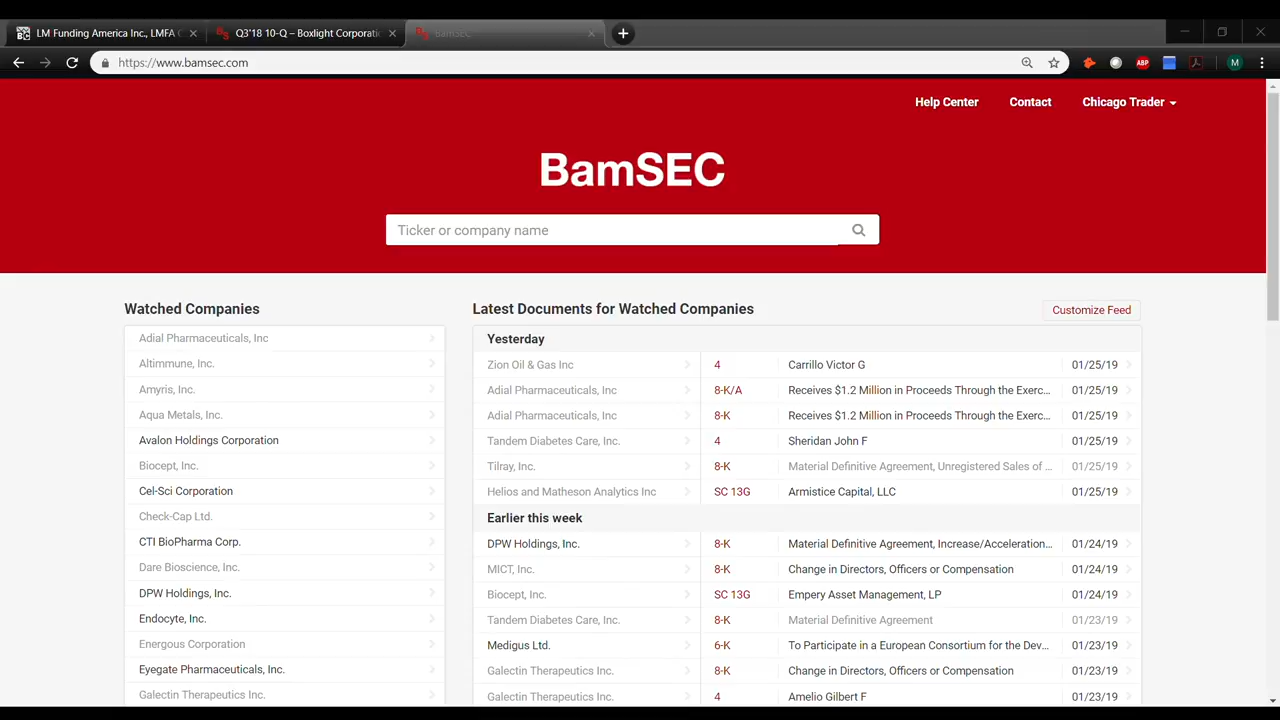 LM Funding America Inc., LMFA
Q3'18 10-Q – Boxlight Corporatic
BamSEC
https://www.bamsec.com
ABP
M
Help Center
Contact
Chicago Trader
BamSEC
Ticker or company name
Watched Companies
Adial Pharmaceuticals, Inc
Altimmune, Inc.
Amyris, Inc.
Aqua Metals, Inc.
Avalon Holdings Corporation
Biocept, Inc.
Cel-Sci Corporation
Check-Cap Ltd.
CTI BioPharma Corp.
Dare Bioscience, Inc.
DPW Holdings, Inc.
Endocyte, Inc.
Energous Corporation
Eyegate Pharmaceuticals, Inc.
Galectin Therapeutics Inc.
Latest Documents for Watched Companies
Customize Feed
Yesterday
Zion Oil & Gas Inc 4 Carrillo Victor G 01/25/19
Adial Pharmaceuticals, Inc 8-K/A Receives $1.2 Million in Proceeds Through the Exerc... 01/25/19
Adial Pharmaceuticals, Inc 8-K Receives $1.2 Million in Proceeds Through the Exerc... 01/25/19
Tandem Diabetes Care, Inc. 4 Sheridan John F 01/25/19
Tilray, Inc. 8-K Material Definitive Agreement, Unregistered Sales of ... 01/25/19
Helios and Matheson Analytics Inc SC 13G Armistice Capital, LLC 01/25/19
Earlier this week
DPW Holdings, Inc. 8-K Material Definitive Agreement, Increase/Acceleration... 01/24/19
MICT, Inc. 8-K Change in Directors, Officers or Compensation 01/24/19
Biocept, Inc. SC 13G Empery Asset Management, LP 01/24/19
Tandem Diabetes Care, Inc. 8-K Material Definitive Agreement 01/23/19
Medigus Ltd. 6-K To Participate in a European Consortium for the Dev... 01/23/19
Galectin Therapeutics Inc. 8-K Change in Directors, Officers or Compensation 01/23/19
Galectin Therapeutics Inc. 4 Amelio Gilbert F 01/23/19